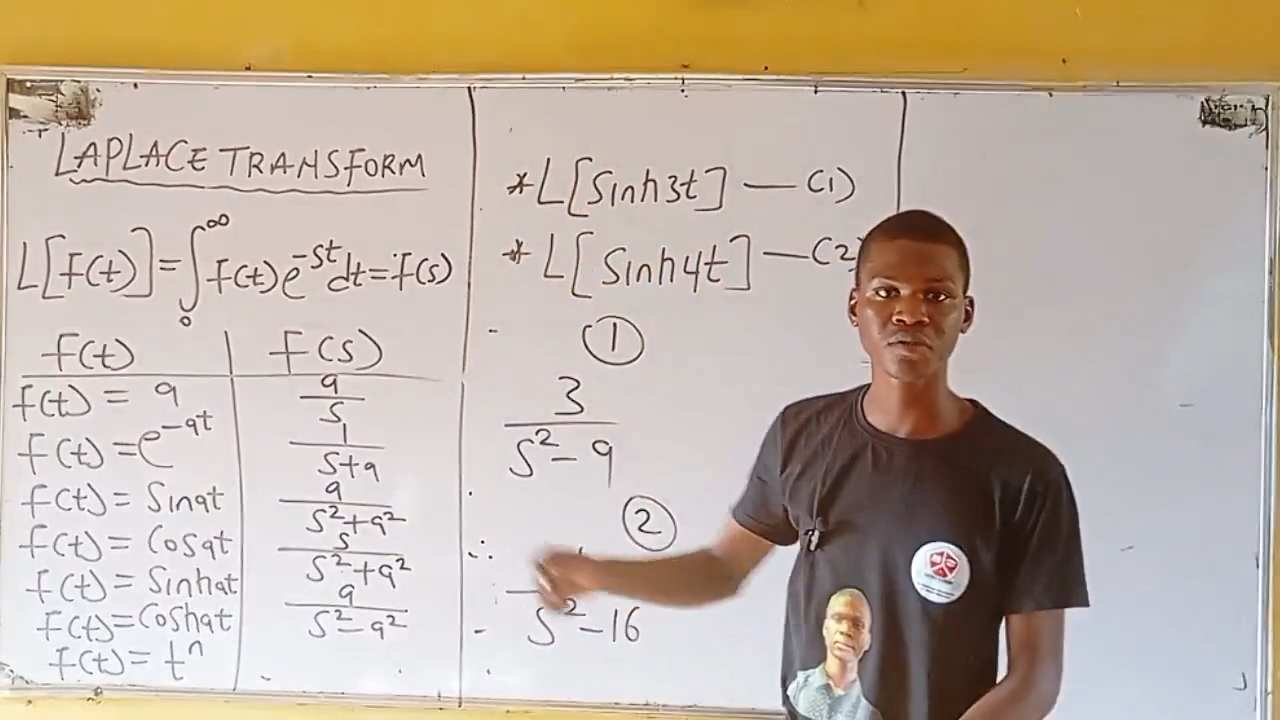 LAPLACE TRANSFORM
L[f(t)] = ∫₀^∞ f(t) e^-st dt = f(s)
f(t) | F(s)
f(t) = a | a/s
f(t) = e^-at | 1/(s+a)
f(t) = Sinat | a/(s²+a²)
f(t) = Cosat | s/(s²+a²)
f(t) = Sinhat | a/(s²-a²)
f(t) = Coshat
f(t) = t^n
*L[Sinh3t] — (1)
*L[Sinh4t] — (2)
①
3/(s²-9)
②
s²-16